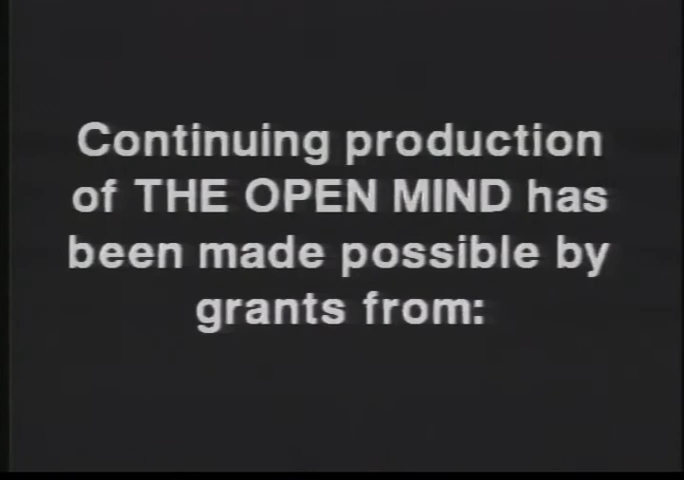 Continuing production
of THE OPEN MIND has
been made possible by
grants from: